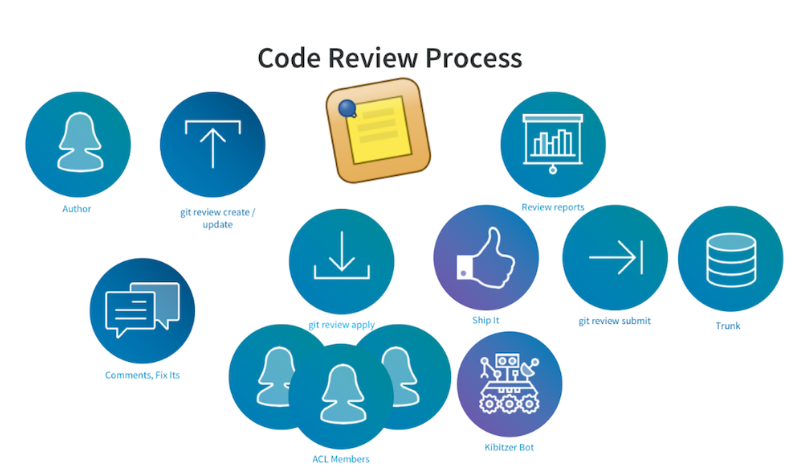 Code Review Process
Author
git review create /
update
Review reports
git review apply
Ship It
git review submit
Trunk
Comments, Fix Its
ACL Members
Kibitzer Bot